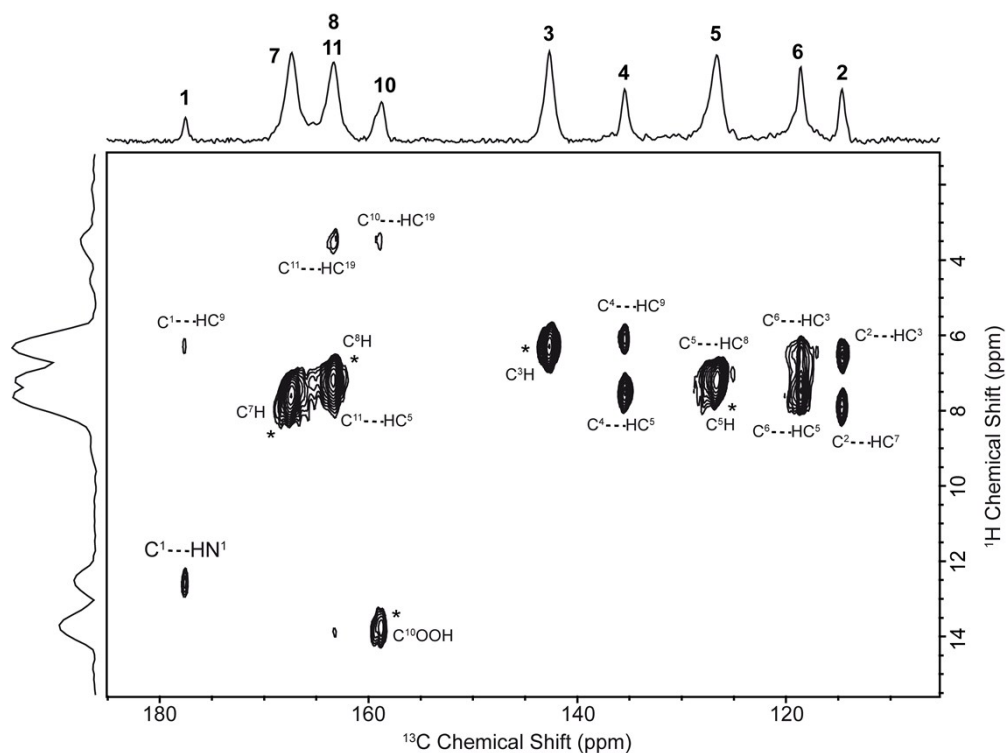 8
1 7 11 10 3 4 5 6 2
C¹---HN¹
C¹---HC⁹
C¹⁰---HC¹⁹
C¹¹---HC¹⁹
C⁷H
*
C⁸H
*
C¹¹---HC⁵
*
C¹⁰OOH
*
C³H
C⁴---HC⁹
C⁴---HC⁵
C⁵---HC⁸
*
C⁵H
C⁶---HC³
C⁶---HC⁵
C²---HC³
C²---HC⁷
4
6
8
10
12
14
¹H Chemical Shift (ppm)
180 160 140 120
¹³C Chemical Shift (ppm)